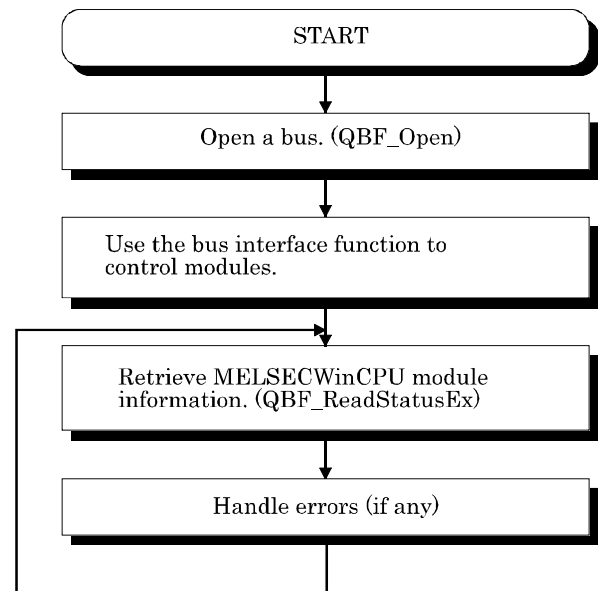 START
Open a bus. (QBF_Open)
Use the bus interface function to
control modules.
Retrieve MELSECWinCPU module
information. (QBF_ReadStatusEx)
Handle errors (if any)